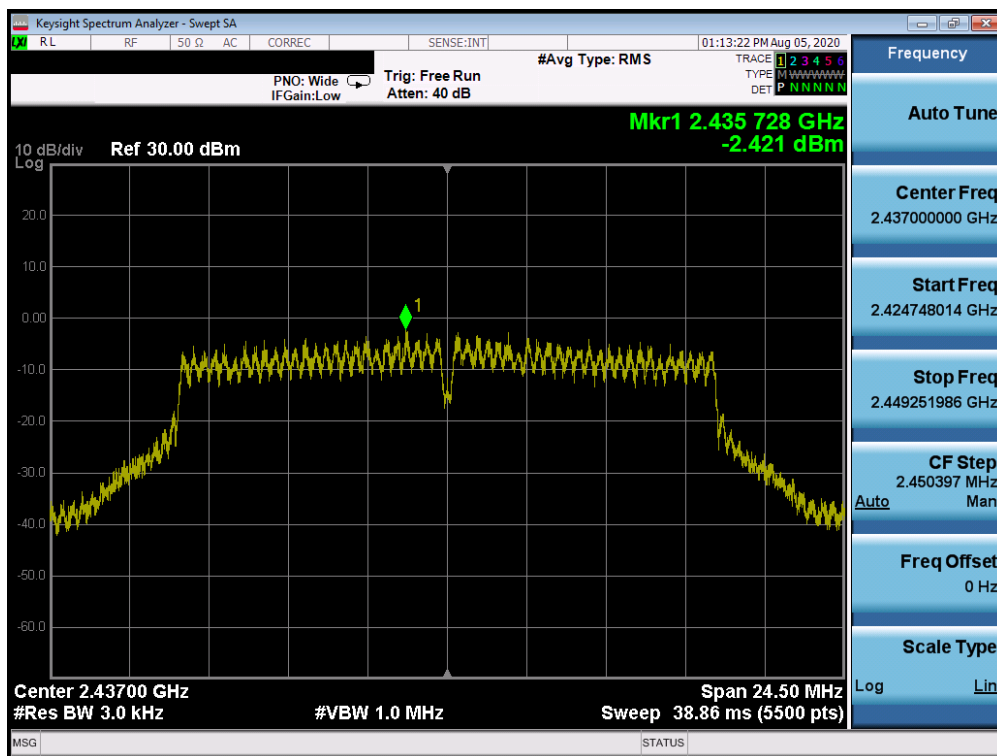 Keysight Spectrum Analyzer - Swept SA
LXI RL RF 50 Ω AC CORREC SENSE:INT 01:13:22 PM Aug 05, 2020
Frequency
PNO: Wide
IFGain:Low
Trig: Free Run
Atten: 40 dB
#Avg Type: RMS
TRACE 1 2 3 4 5 6
TYPE M WWWWW
DET P N N N N N
Mkr1 2.435 728 GHz
-2.421 dBm
10 dB/div Ref 30.00 dBm
Log
20.0
10.0
0.00
-10.0
-20.0
-30.0
-40.0
-50.0
-60.0
1
Center 2.43700 GHz Span 24.50 MHz
#Res BW 3.0 kHz #VBW 1.0 MHz Sweep 38.86 ms (5500 pts)
MSG STATUS
Auto Tune
Center Freq
2.437000000 GHz
Start Freq
2.424748014 GHz
Stop Freq
2.449251986 GHz
CF Step
2.450397 MHz
Auto Man
Freq Offset
0 Hz
Scale Type
Log Lin